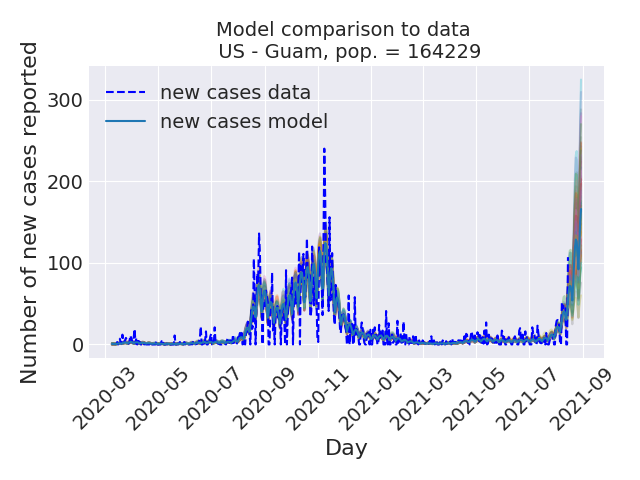 Model comparison to data
US - Guam, pop. = 164229
Number of new cases reported
new cases data
new cases model
300
200
100
0
2020-03
2020-05
2020-07
2020-09
2020-11
2021-01
2021-03
2021-05
2021-07
2021-09
Day